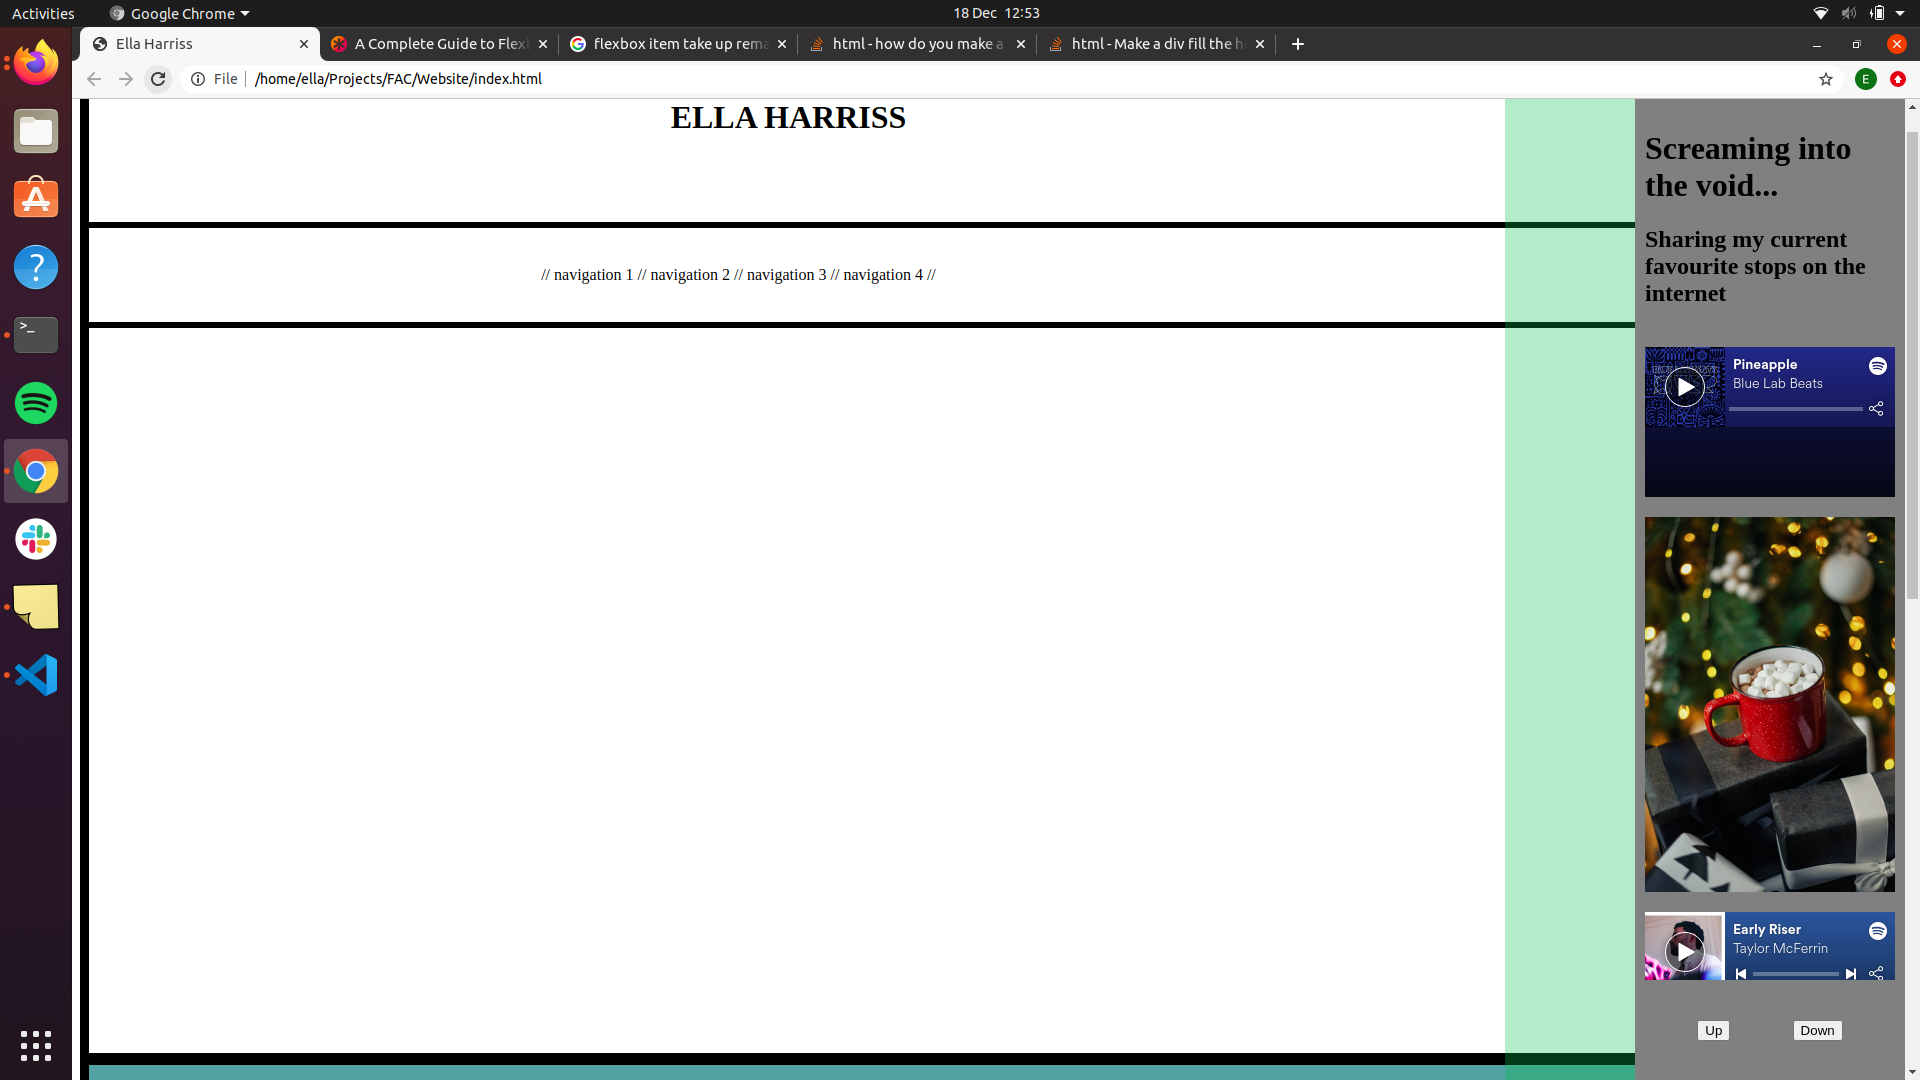 Activities
Google Chrome
18 Dec 12:53
Ella Harriss
A Complete Guide to Flex
flexbox item take up rema
html - how do you make a
html - Make a div fill the h
File
/home/ella/Projects/FAC/Website/index.html
E
ELLA HARRISS
// navigation 1 // navigation 2 // navigation 3 // navigation 4 //
Screaming into
the void...
Sharing my current
favourite stops on the
internet
Pineapple
Blue Lab Beats
Early Riser
Taylor McFerrin
Up
Down